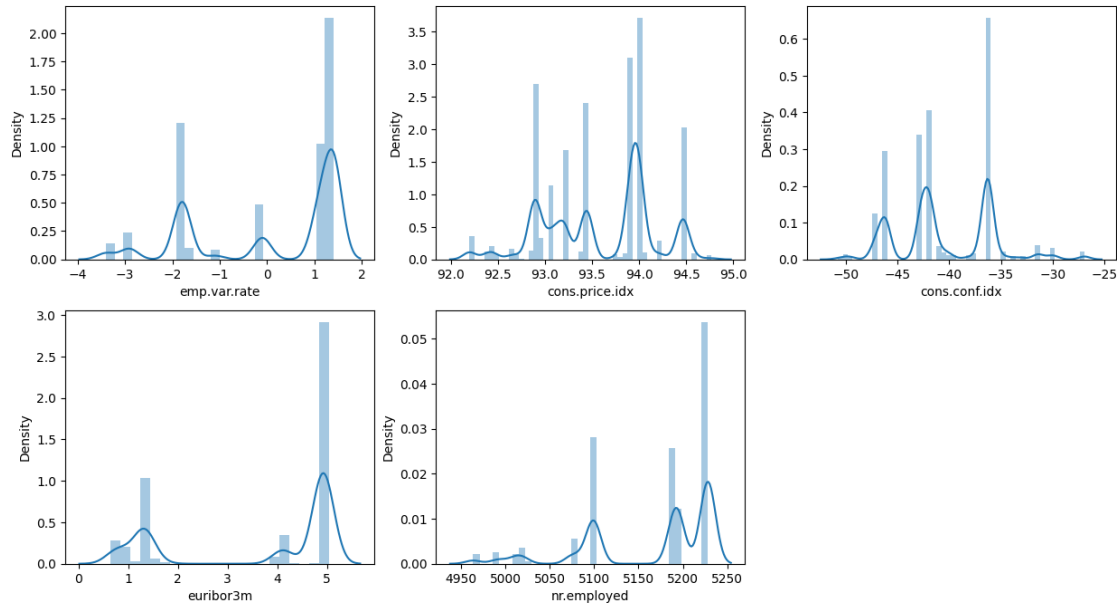 Density
2.00
1.75
1.50
1.25
1.00
0.75
0.50
0.25
0.00
−4 −3 −2 −1 0 1 2
emp.var.rate
Density
3.5
3.0
2.5
2.0
1.5
1.0
0.5
0.0
92.0 92.5 93.0 93.5 94.0 94.5 95.0
cons.price.idx
Density
0.6
0.5
0.4
0.3
0.2
0.1
0.0
−50 −45 −40 −35 −30 −25
cons.conf.idx
Density
3.0
2.5
2.0
1.5
1.0
0.5
0.0
0 1 2 3 4 5
euribor3m
Density
0.05
0.04
0.03
0.02
0.01
0.00
4950 5000 5050 5100 5150 5200 5250
nr.employed